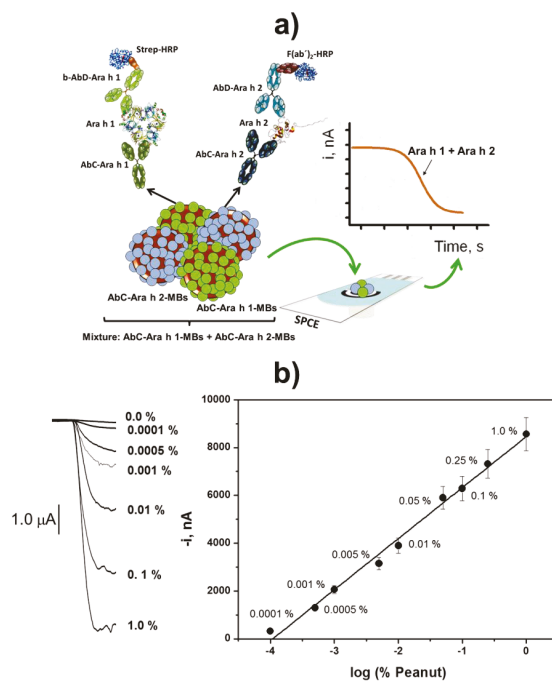 a)
Strep-HRP
F(ab´)₂-HRP
b-AbD-Ara h 1
AbD-Ara h 2
Ara h 1
Ara h 2
AbC-Ara h 1
AbC-Ara h 2
i, nA
Ara h 1 + Ara h 2
Time, s
AbC-Ara h 2-MBs
AbC-Ara h 1-MBs
SPCE
Mixture: AbC-Ara h 1-MBs + AbC-Ara h 2-MBs
b)
0.0 %
0.0001 %
0.0005 %
0.001 %
0.01 %
0. 1 %
1.0 %
1.0 µA
-i, nA
10000
8000
6000
4000
2000
0
1.0 %
0.25 %
0.1 %
0.05 %
0.01 %
0.005 %
0.001 %
0.0005 %
0.0001 %
-4 -3 -2 -1 0
log (% Peanut)